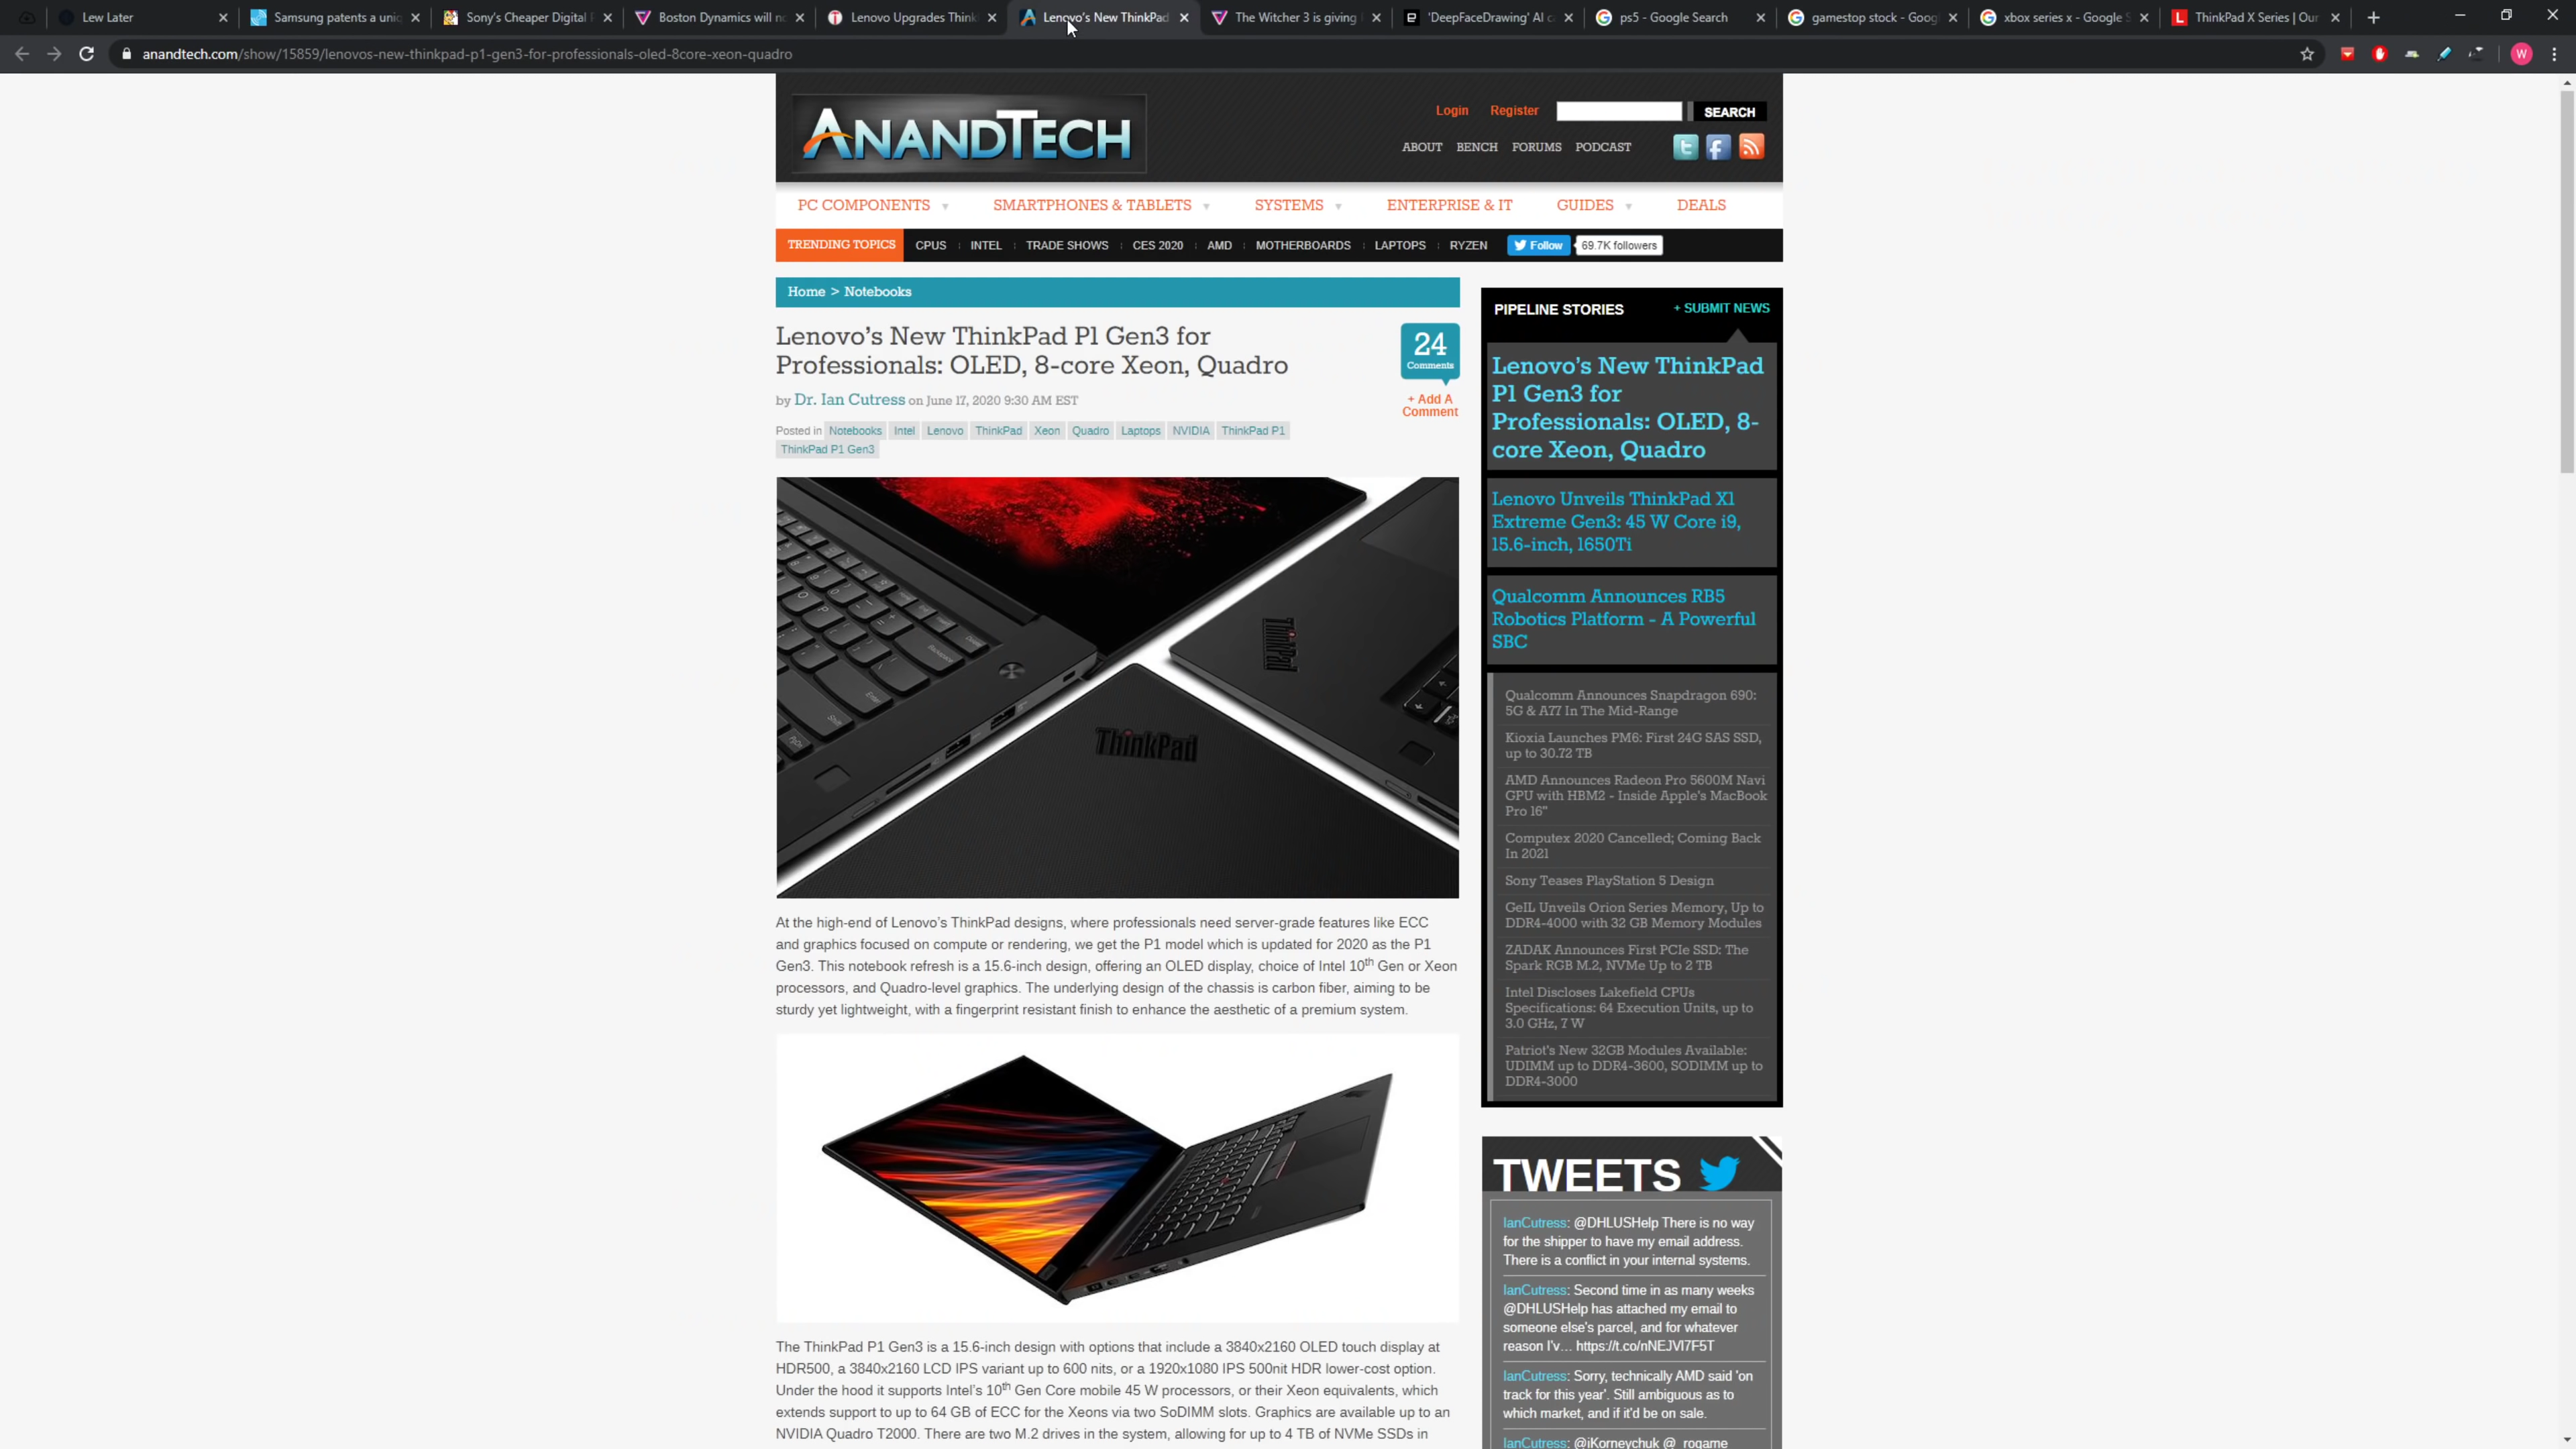 Lew Later
Samsung patents a uniq
Sony's Cheaper Digital
Boston Dynamics will n
Lenovo Upgrades Think
Lenovo's New ThinkPad
The Witcher 3 is giving
'DeepFaceDrawing' AI c
ps5 - Google Search
gamestop stock - Goog
xbox series x - Google S
ThinkPad X Series | Our
anandtech.com/show/15859/lenovos-new-thinkpad-p1-gen3-for-professionals-oled-8core-xeon-quadro
W
ANANDTECH
Login Register SEARCH
ABOUT BENCH FORUMS PODCAST
PC COMPONENTS SMARTPHONES & TABLETS SYSTEMS ENTERPRISE & IT GUIDES DEALS
TRENDING TOPICS CPUS INTEL TRADE SHOWS CES 2020 AMD MOTHERBOARDS LAPTOPS RYZEN Follow 69.7K followers
Home > Notebooks
Lenovo's New ThinkPad P1 Gen3 for
Professionals: OLED, 8-core Xeon, Quadro
24
Comments
+ Add A
Comment
by Dr. Ian Cutress on June 17, 2020 9:30 AM EST
Posted in Notebooks Intel Lenovo ThinkPad Xeon Quadro Laptops NVIDIA ThinkPad P1
ThinkPad P1 Gen3
ThinkPad
ThinkPad
At the high-end of Lenovo's ThinkPad designs, where professionals need server-grade features like ECC
and graphics focused on compute or rendering, we get the P1 model which is updated for 2020 as the P1
Gen3. This notebook refresh is a 15.6-inch design, offering an OLED display, choice of Intel 10th Gen or Xeon
processors, and Quadro-level graphics. The underlying design of the chassis is carbon fiber, aiming to be
sturdy yet lightweight, with a fingerprint resistant finish to enhance the aesthetic of a premium system.
The ThinkPad P1 Gen3 is a 15.6-inch design with options that include a 3840x2160 OLED touch display at
HDR500, a 3840x2160 LCD IPS variant up to 600 nits, or a 1920x1080 IPS 500nit HDR lower-cost option.
Under the hood it supports Intel's 10th Gen Core mobile 45 W processors, or their Xeon equivalents, which
extends support to up to 64 GB of ECC for the Xeons via two SoDIMM slots. Graphics are available up to an
NVIDIA Quadro T2000. There are two M.2 drives in the system, allowing for up to 4 TB of NVMe SSDs in
PIPELINE STORIES + SUBMIT NEWS
Lenovo's New ThinkPad
P1 Gen3 for
Professionals: OLED, 8-
core Xeon, Quadro
Lenovo Unveils ThinkPad X1
Extreme Gen3: 45 W Core i9,
15.6-inch, 1650Ti
Qualcomm Announces RB5
Robotics Platform - A Powerful
SBC
Qualcomm Announces Snapdragon 690:
5G & A77 In The Mid-Range
Kioxia Launches PM6: First 24G SAS SSD,
up to 30.72 TB
AMD Announces Radeon Pro 5600M Navi
GPU with HBM2 - Inside Apple's MacBook
Pro 16"
Computex 2020 Cancelled; Coming Back
In 2021
Sony Teases PlayStation 5 Design
GeIL Unveils Orion Series Memory, Up to
DDR4-4000 with 32 GB Memory Modules
ZADAK Announces First PCIe SSD: The
Spark RGB M.2, NVMe Up to 2 TB
Intel Discloses Lakefield CPUs
Specifications: 64 Execution Units, up to
3.0 GHz, 7 W
Patriot's New 32GB Modules Available:
UDIMM up to DDR4-3600, SODIMM up to
DDR4-3000
TWEETS
IanCutress: @DHLUSHelp There is no way
for the shipper to have my email address.
There is a conflict in your internal systems.
IanCutress: Second time in as many weeks
@DHLUSHelp has attached my email to
someone else's parcel, and for whatever
reason I'v… https://t.co/nNEJVI7F5T
IanCutress: Sorry, technically AMD said 'on
track for this year'. Still ambiguous as to
which market, and if it'd be on sale.
IanCutress: @iKorneychuk @_rogame